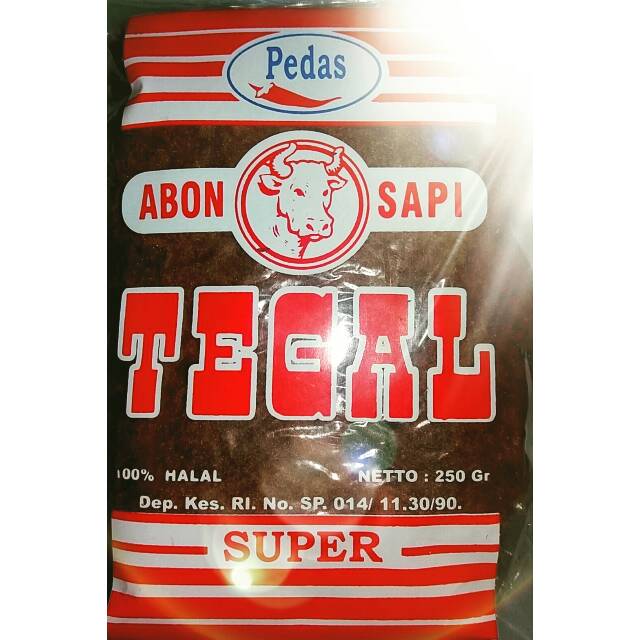 Pedas
ABON SAPI
TEGAL
100% HALAL NETTO : 250 Gr
Dep. Kes. RI. No. SP. 014/ 11.30/90.
SUPER